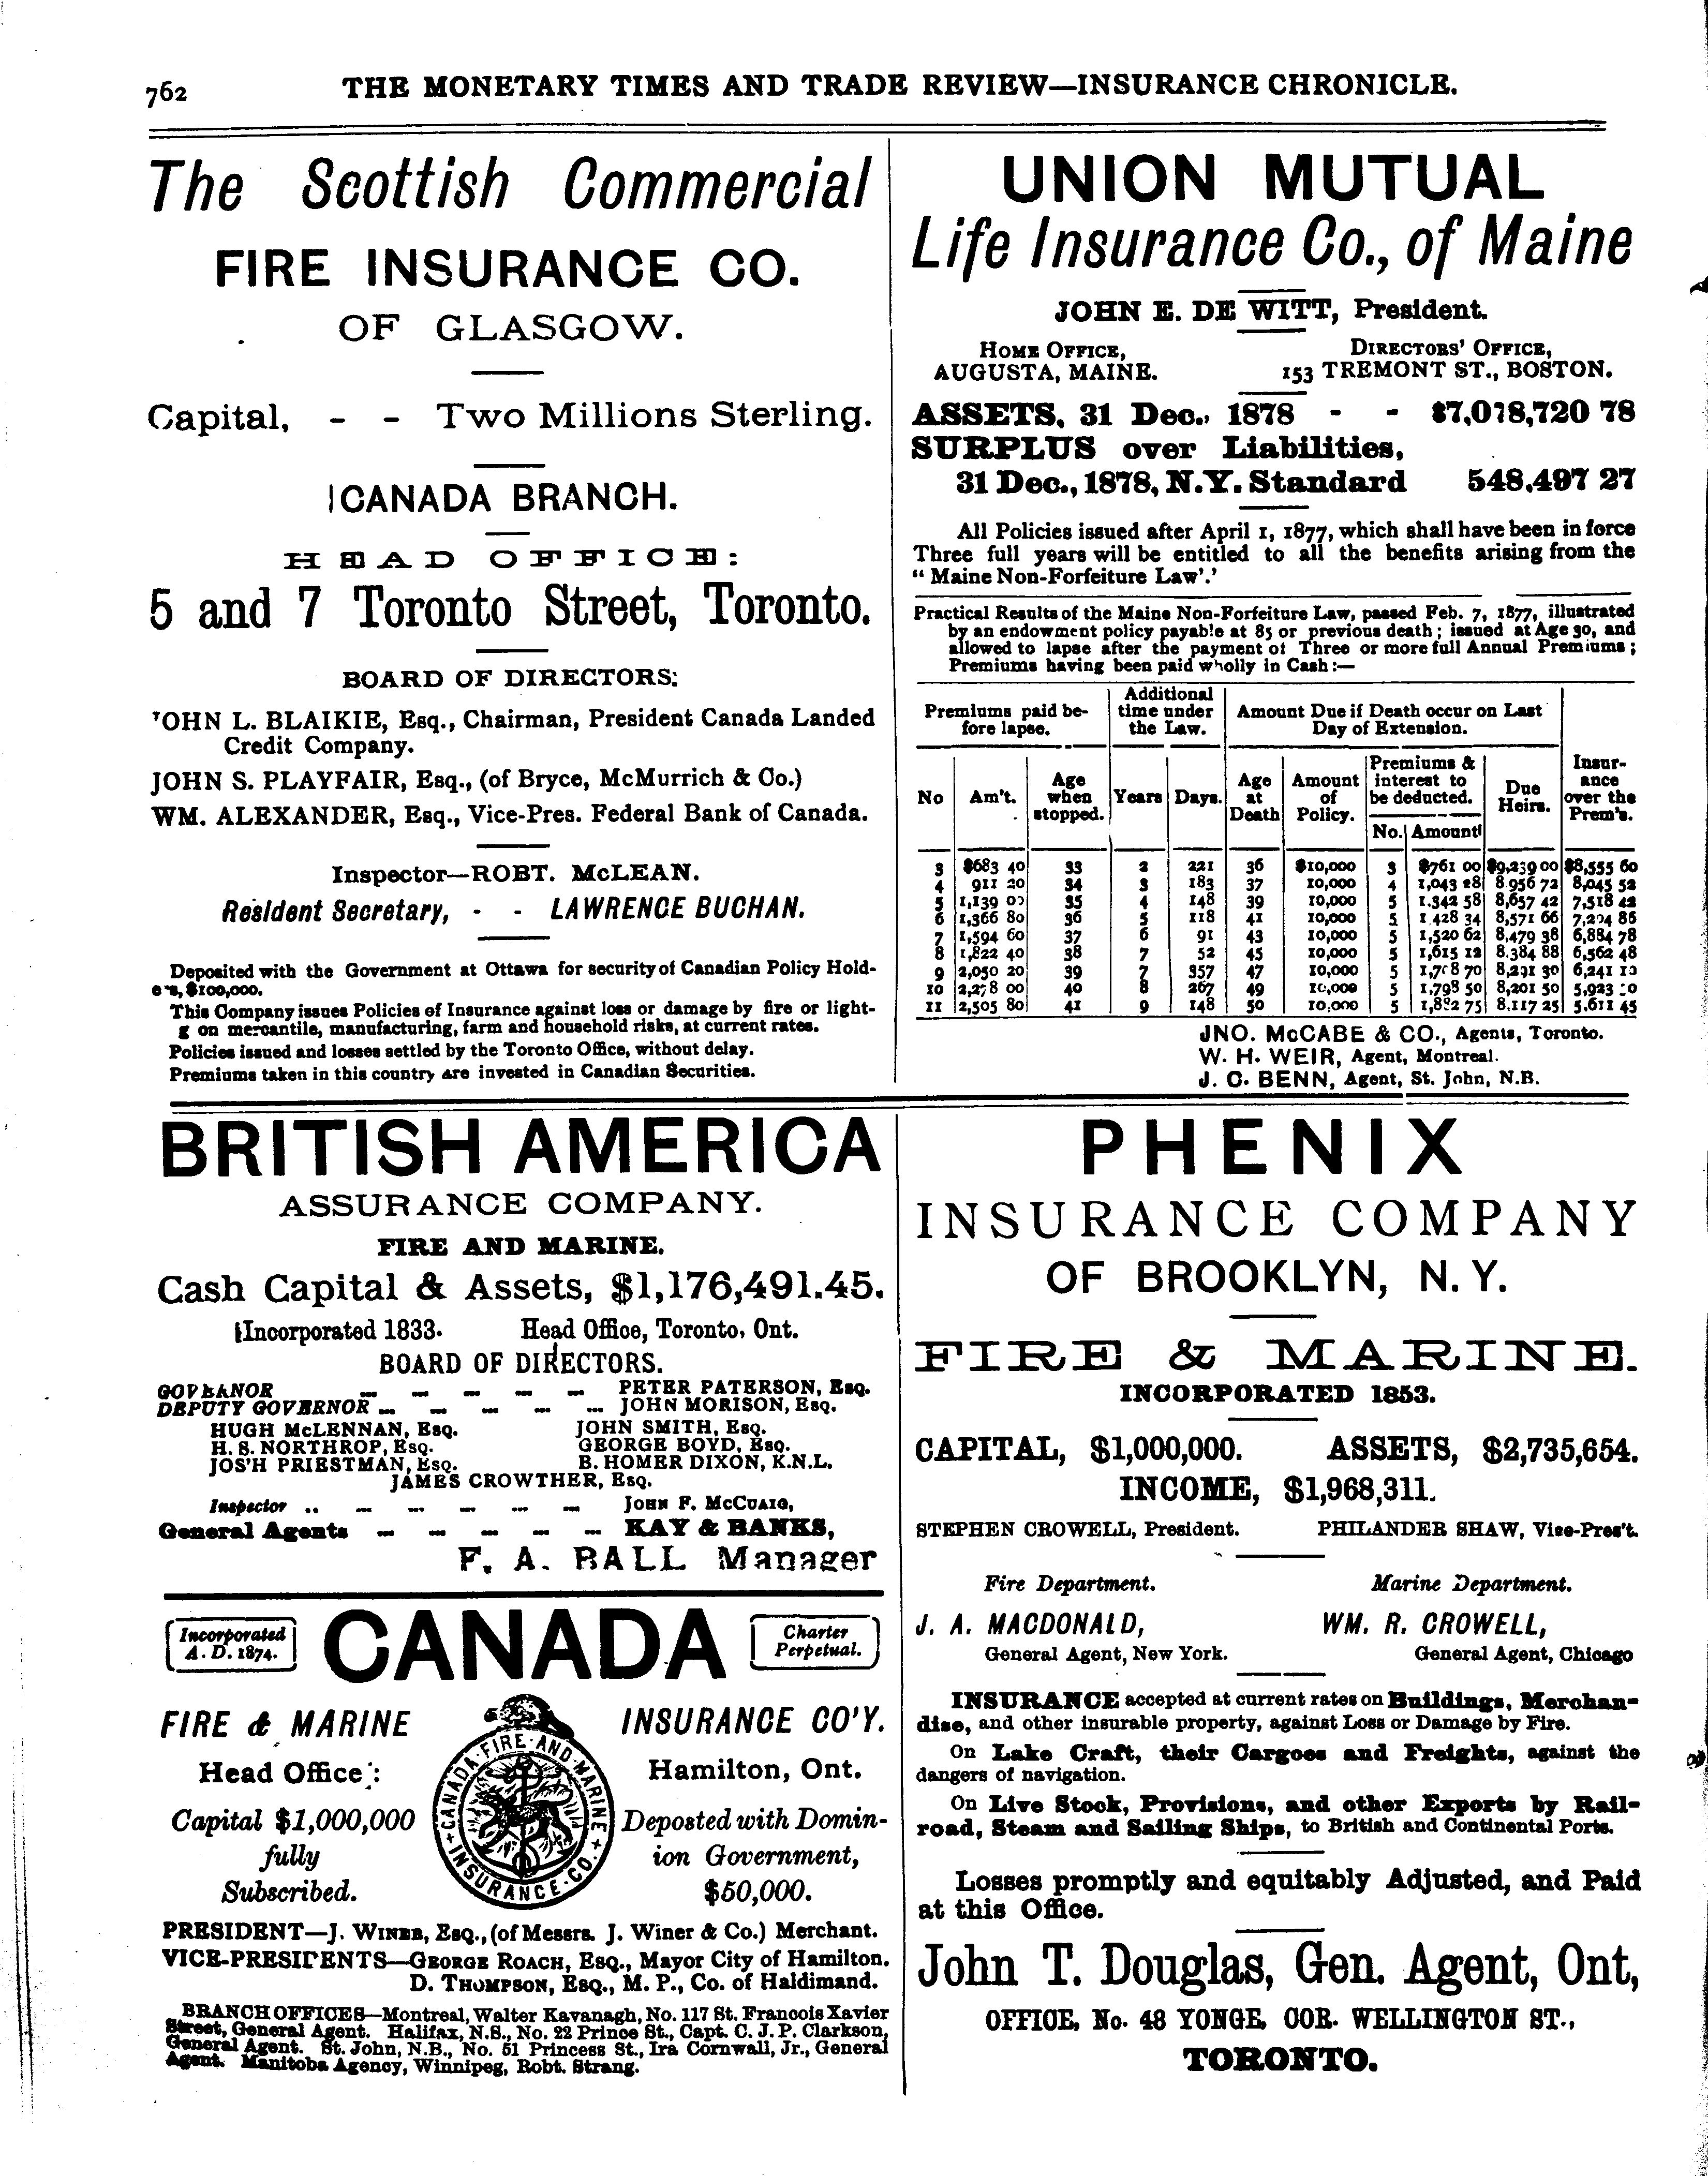 762
THE MONETARY TIMES AND TRADE REVIEW—INSURANCE CHRONICLE.
The Scottish Commercial
FIRE INSURANCE CO.
OF GLASGOW.
Capital, - - Two Millions Sterling.
CANADA BRANCH.
HEAD OFFICE:
5 and 7 Toronto Street, Toronto.
BOARD OF DIRECTORS:
OHN L. BLAIKIE, Esq., Chairman, President Canada Landed
Credit Company.
JOHN S. PLAYFAIR, Esq., (of Bryce, McMurrich & Co.)
WM. ALEXANDER, Esq., Vice-Pres. Federal Bank of Canada.
Inspector—ROBT. McLEAN.
Resident Secretary, - - LAWRENCE BUCHAN.
Deposited with the Government at Ottawa for security of Canadian Policy Hold-
e s, $100,000.
This Company issues Policies of Insurance against loss or damage by fire or light-
g on mercantile, manufacturing, farm and household risks, at current rates.
Policies issued and losses settled by the Toronto Office, without delay.
Premiums taken in this country are invested in Canadian Securities.
UNION MUTUAL
Life Insurance Co., of Maine
JOHN E. DE WITT, President.
HOME OFFICE, DIRECTORS' OFFICE,
AUGUSTA, MAINE. 153 TREMONT ST., BOSTON.
ASSETS, 31 Dec., 1878 - - $7,078,720 78
SURPLUS over Liabilities,
31 Dec., 1878, N.Y. Standard 548.497 27
All Policies issued after April 1, 1877, which shall have been in force
Three full years will be entitled to all the benefits arising from the
" Maine Non-Forfeiture Law'.'
Practical Results of the Maine Non-Forfeiture Law, passed Feb. 7, 1877, illustrated
by an endowment policy payable at 85 or previous death; issued at Age 30, and
allowed to lapse after the payment of Three or more full Annual Premiums;
Premiums having been paid wholly in Cash:—
Premiums paid be-
fore lapse.
Additional
time under
the Law.
Amount Due if Death occur on Last
Day of Extension.
No Am't. Age when stopped. Years Days. Age at Death Amount of Policy. Premiums & interest to be deducted. No. Amount Due Heirs. Insur-ance over the Prem's.
3 $683 40 33 2 221 36 $10,000 3 $761 00 $9,239 00 $8,555 60
4 911 20 34 3 183 37 10,000 4 1,043 28 8 956 72 8,045 52
5 1,139 00 35 4 148 39 10,000 5 1.342 58 8,657 42 7,518 42
6 1,366 80 36 5 118 41 10,000 5 1 428 34 8,571 66 7,204 86
7 1,594 60 37 6 91 43 10,000 5 1,520 62 8,479 38 6,884 78
8 1,822 40 38 7 52 45 10,000 5 1,615 12 8.384 88 6,562 48
9 2,050 20 39 7 357 47 10,000 5 1,708 70 8,291 30 6,241 10
10 2,278 00 40 8 267 49 10,000 5 1,798 50 8,201 50 5,923 50
11 2,505 80 41 9 148 50 10,000 5 1,882 75 8,117 25 5,611 45
JNO. McCABE & CO., Agents, Toronto.
W. H. WEIR, Agent, Montreal.
J. C. BENN, Agent, St. John, N.B.
BRITISH AMERICA
ASSURANCE COMPANY.
FIRE AND MARINE.
Cash Capital & Assets, $1,176,491.45.
Incorporated 1833. Head Office, Toronto, Ont.
BOARD OF DIRECTORS.
GOVERNOR - - - - - PETER PATERSON, ESQ.
DEPUTY GOVERNOR - - - - - JOHN MORISON, ESQ.
HUGH McLENNAN, ESQ. JOHN SMITH, ESQ.
H. S. NORTHROP, ESQ. GEORGE BOYD, ESQ.
JOS'H PRIESTMAN, ESQ. B. HOMER DIXON, K.N.L.
JAMES CROWTHER, ESQ.
Inspector .. - - - - - JOHN F. McCUAIG,
General Agents - - - - - KAY & BANKS,
F. A. BALL Manager
Incorporated
A. D. 1874.
CANADA
Charter
Perpetual.
FIRE & MARINE INSURANCE CO'Y.
Head Office: Hamilton, Ont.
CANADA·FIRE·AND·MARINE
INSURANCE·CO.
Capital $1,000,000
fully
Subscribed.
Deposted with Domin-
ion Government,
$50,000.
PRESIDENT—J. WINER, ESQ., (of Messrs. J. Winer & Co.) Merchant.
VICE-PRESIDENTS—GEORGE ROACH, ESQ., Mayor City of Hamilton.
D. THOMPSON, ESQ., M. P., Co. of Haldimand.
BRANCH OFFICES—Montreal, Walter Kavanagh, No. 117 St. Francois Xavier
Street, General Agent. Halifax, N.S., No. 22 Prince St., Capt. C. J. P. Clarkson,
General Agent. St. John, N.B., No. 51 Princess St., Ira Cornwall, Jr., General
Agent. Manitoba Agency, Winnipeg, Robt. Strang.
PHENIX
INSURANCE COMPANY
OF BROOKLYN, N. Y.
FIRE & MARINE.
INCORPORATED 1853.
CAPITAL, $1,000,000. ASSETS, $2,735,654.
INCOME, $1,968,311.
STEPHEN CROWELL, President. PHILANDER SHAW, Vice-Pres't.
Fire Department. Marine Department.
J. A. MACDONALD, WM. R. CROWELL,
General Agent, New York. General Agent, Chicago
INSURANCE accepted at current rates on Buildings, Merchan-
dise, and other insurable property, against Loss or Damage by Fire.
On Lake Craft, their Cargoes and Freights, against the
dangers of navigation.
On Live Stock, Provisions, and other Exports by Rail-
road, Steam and Sailing Ships, to British and Continental Ports.
Losses promptly and equitably Adjusted, and Paid
at this Office.
John T. Douglas, Gen. Agent, Ont,
OFFICE, No. 48 YONGE, COR. WELLINGTON ST.,
TORONTO.